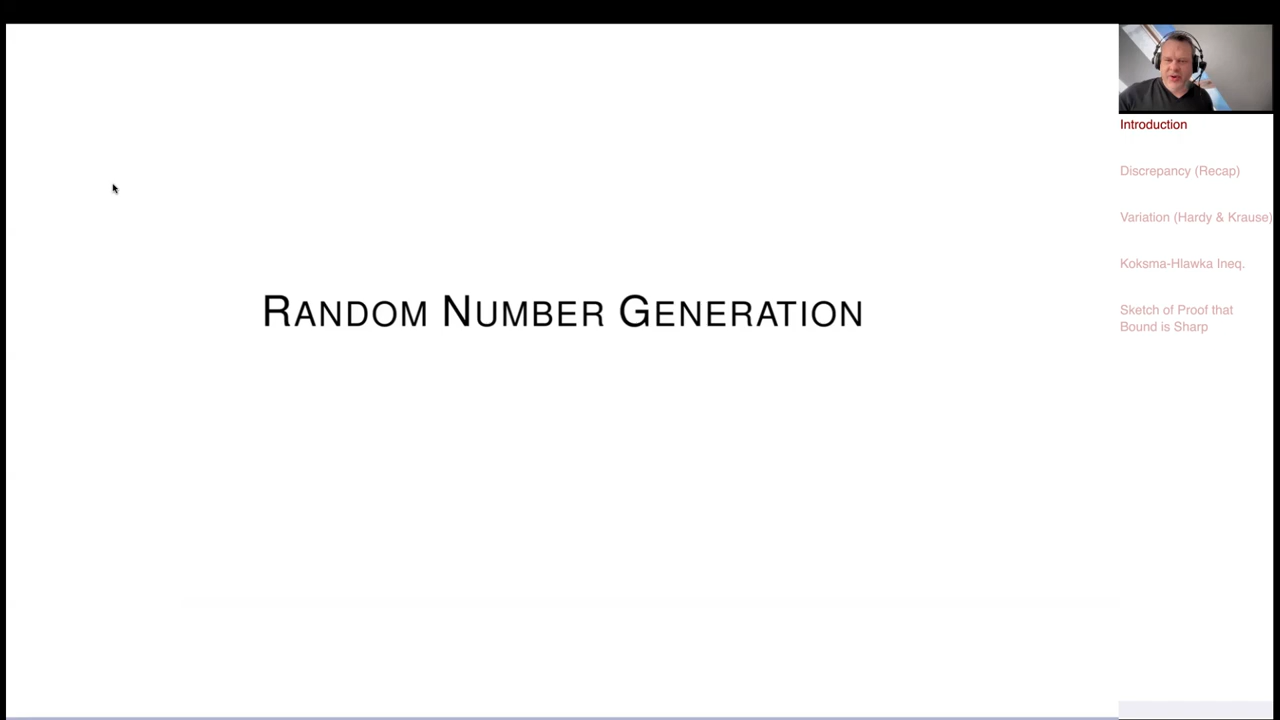 RANDOM NUMBER GENERATION
Introduction
Discrepancy (Recap)
Variation (Hardy & Krause)
Koksma-Hlawka Ineq.
Sketch of Proof that
Bound is Sharp